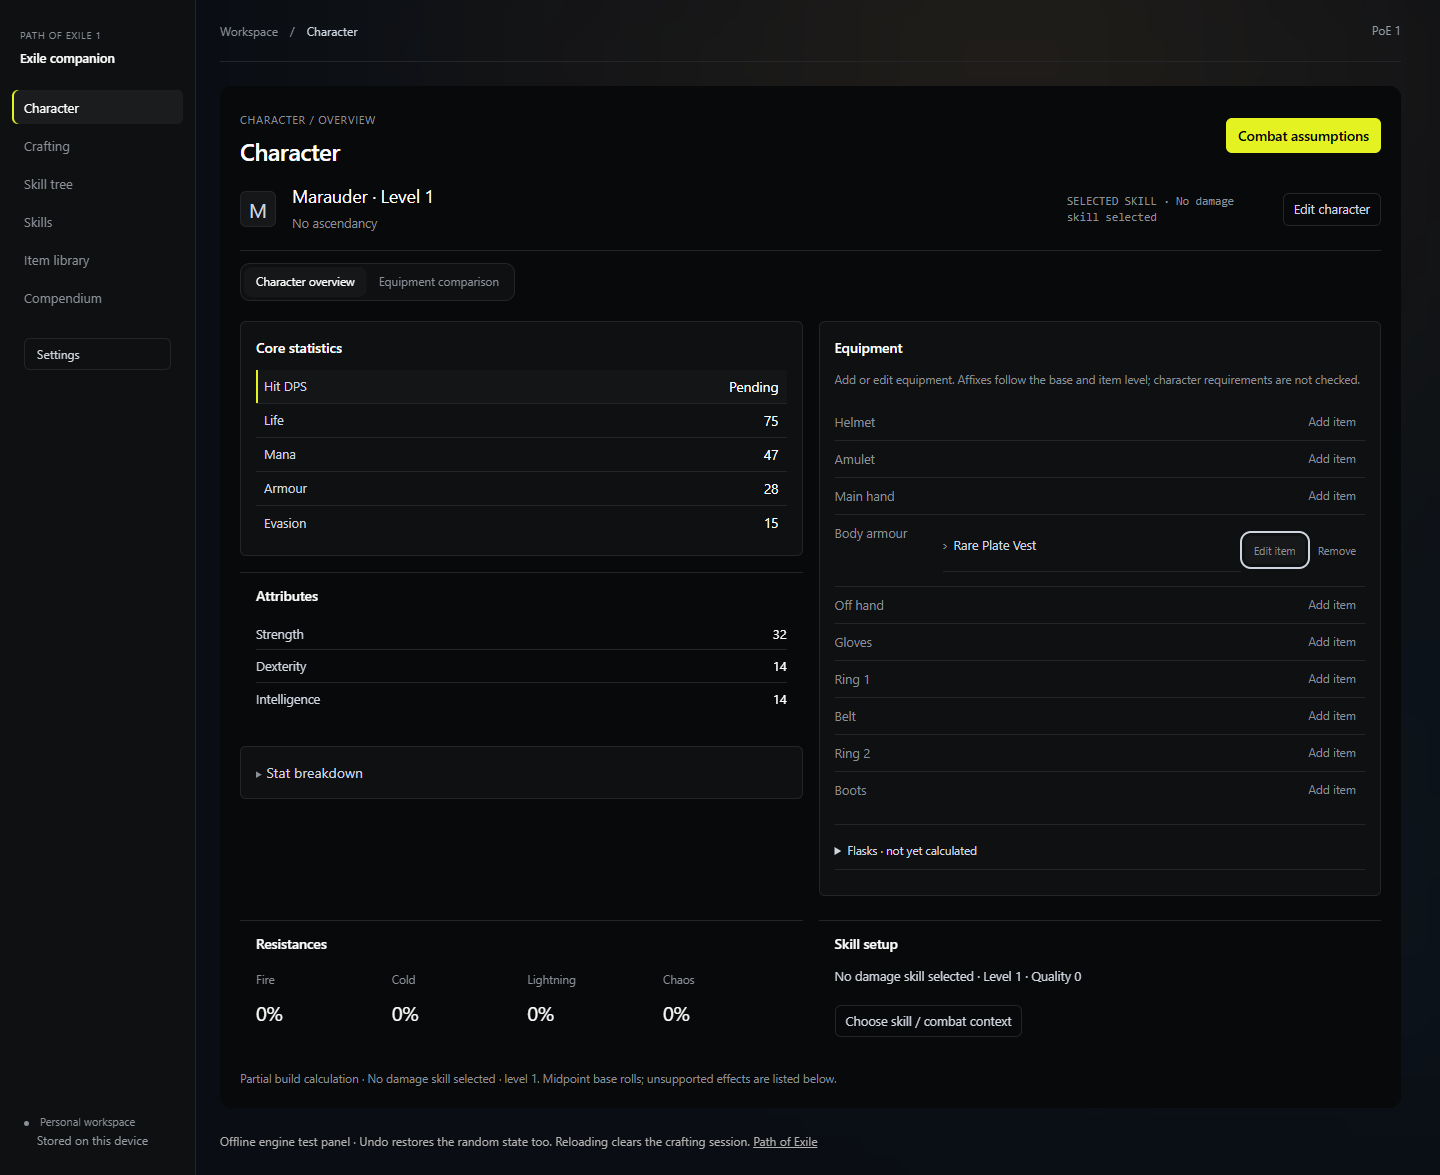 PATH OF EXILE 1
Exile companion
Character
Crafting
Skill tree
Skills
Item library
Compendium
Settings
Personal workspace
Stored on this device
Workspace / Character
PoE 1
CHARACTER / OVERVIEW
Character
Combat assumptions
M
Marauder · Level 1
No ascendancy
SELECTED SKILL · No damage
skill selected
Edit character
Character overview
Equipment comparison
Core statistics
Hit DPS Pending
Life 75
Mana 47
Armour 28
Evasion 15
Attributes
Strength 32
Dexterity 14
Intelligence 14
▸ Stat breakdown
Equipment
Add or edit equipment. Affixes follow the base and item level; character requirements are not checked.
Helmet Add item
Amulet Add item
Main hand Add item
Body armour › Rare Plate Vest Edit item Remove
Off hand Add item
Gloves Add item
Ring 1 Add item
Belt Add item
Ring 2 Add item
Boots Add item
▶ Flasks · not yet calculated
Resistances
Fire Cold Lightning Chaos
0% 0% 0% 0%
Skill setup
No damage skill selected · Level 1 · Quality 0
Choose skill / combat context
Partial build calculation · No damage skill selected · level 1. Midpoint base rolls; unsupported effects are listed below.
Offline engine test panel · Undo restores the random state too. Reloading clears the crafting session. Path of Exile